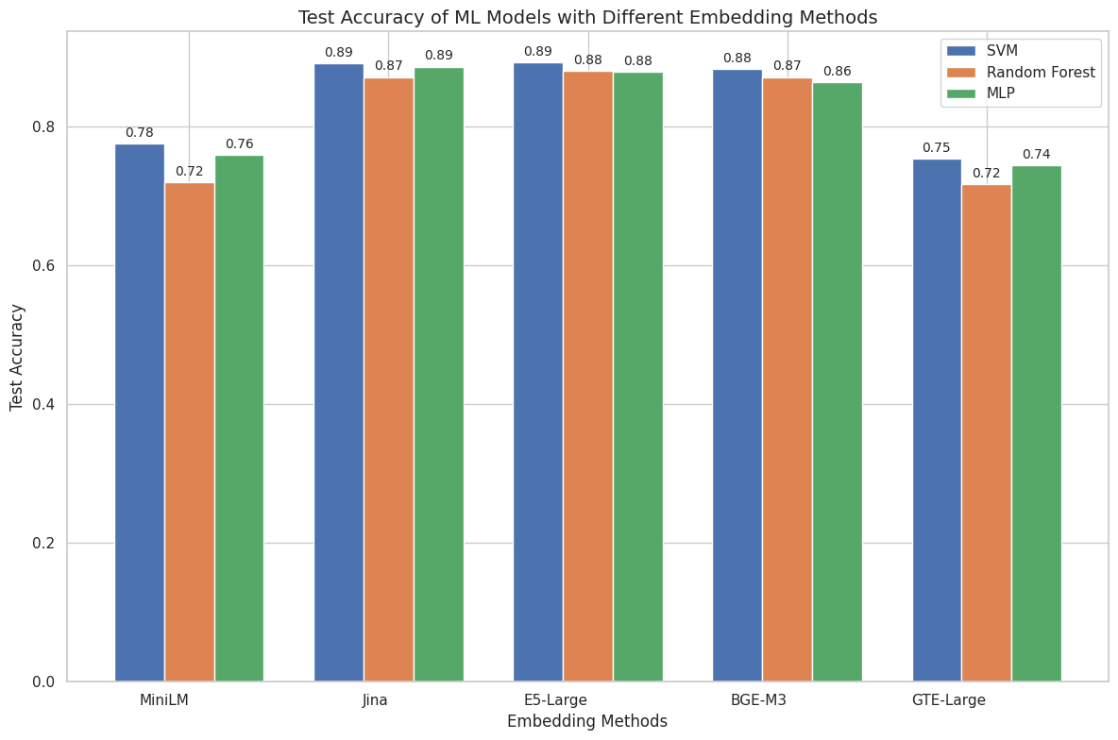 Test Accuracy of ML Models with Different Embedding Methods
SVM
Random Forest
MLP
0.78
0.72
0.76
0.89
0.87
0.89
0.89
0.88
0.88
0.88
0.87
0.86
0.75
0.72
0.74
0.8
0.6
0.4
0.2
0.0
Test Accuracy
MiniLM
Jina
E5-Large
BGE-M3
GTE-Large
Embedding Methods